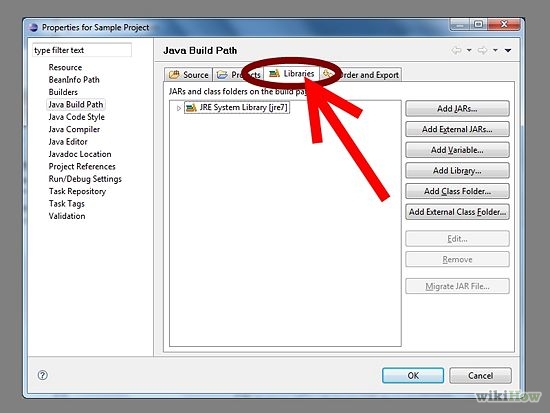 Properties for Sample Project
type filter text
Resource
BeanInfo Path
Builders
Java Build Path
Java Code Style
Java Compiler
Java Editor
Javadoc Location
Project References
Run/Debug Settings
Task Repository
Task Tags
Validation
Java Build Path
Source Projects Libraries Order and Export
JARs and class folders on the build
JRE System Library [jre7]
Add JARs...
Add External JARs...
Add Variable...
Add Library...
Add Class Folder...
Add External Class Folder...
Edit...
Remove
Migrate JAR File...
OK Cancel
wikiHow